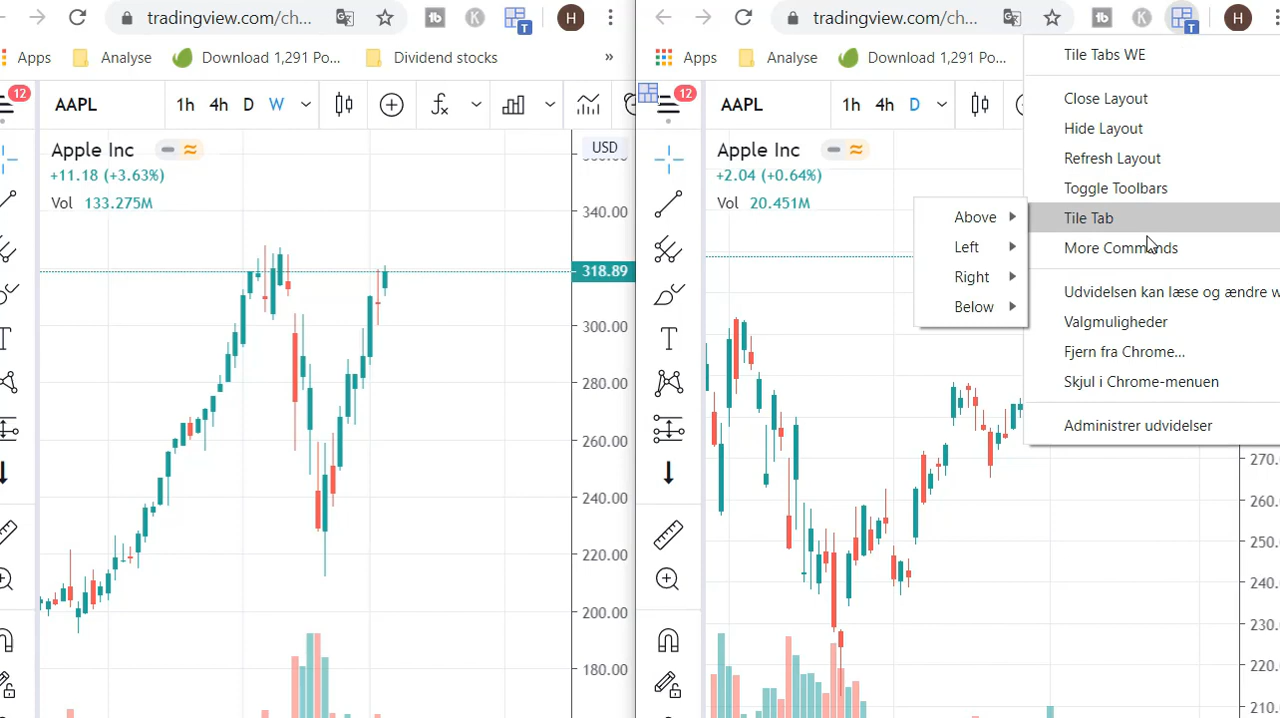 tradingview.com/ch...
H
Apps
Analyse
Download 1,291 Po...
Dividend stocks
»
12
AAPL
1h 4h D W
Apple Inc
+11.18 (+3.63%)
Vol 133.275M
USD
340.00
318.89
300.00
280.00
260.00
240.00
220.00
200.00
180.00
tradingview.com/ch...
H
Apps
Analyse
Download 1,291 Po...
12
AAPL
1h 4h D
Apple Inc
+2.04 (+0.64%)
Vol 20.451M
Above
Left
Right
Below
Tile Tabs WE
Close Layout
Hide Layout
Refresh Layout
Toggle Toolbars
Tile Tab
More Commands
Udvidelsen kan læse og ændre
Valgmuligheder
Fjern fra Chrome...
Skjul i Chrome-menuen
Administrer udvidelser
270.
260.
250.
240.
230.
220.
210.